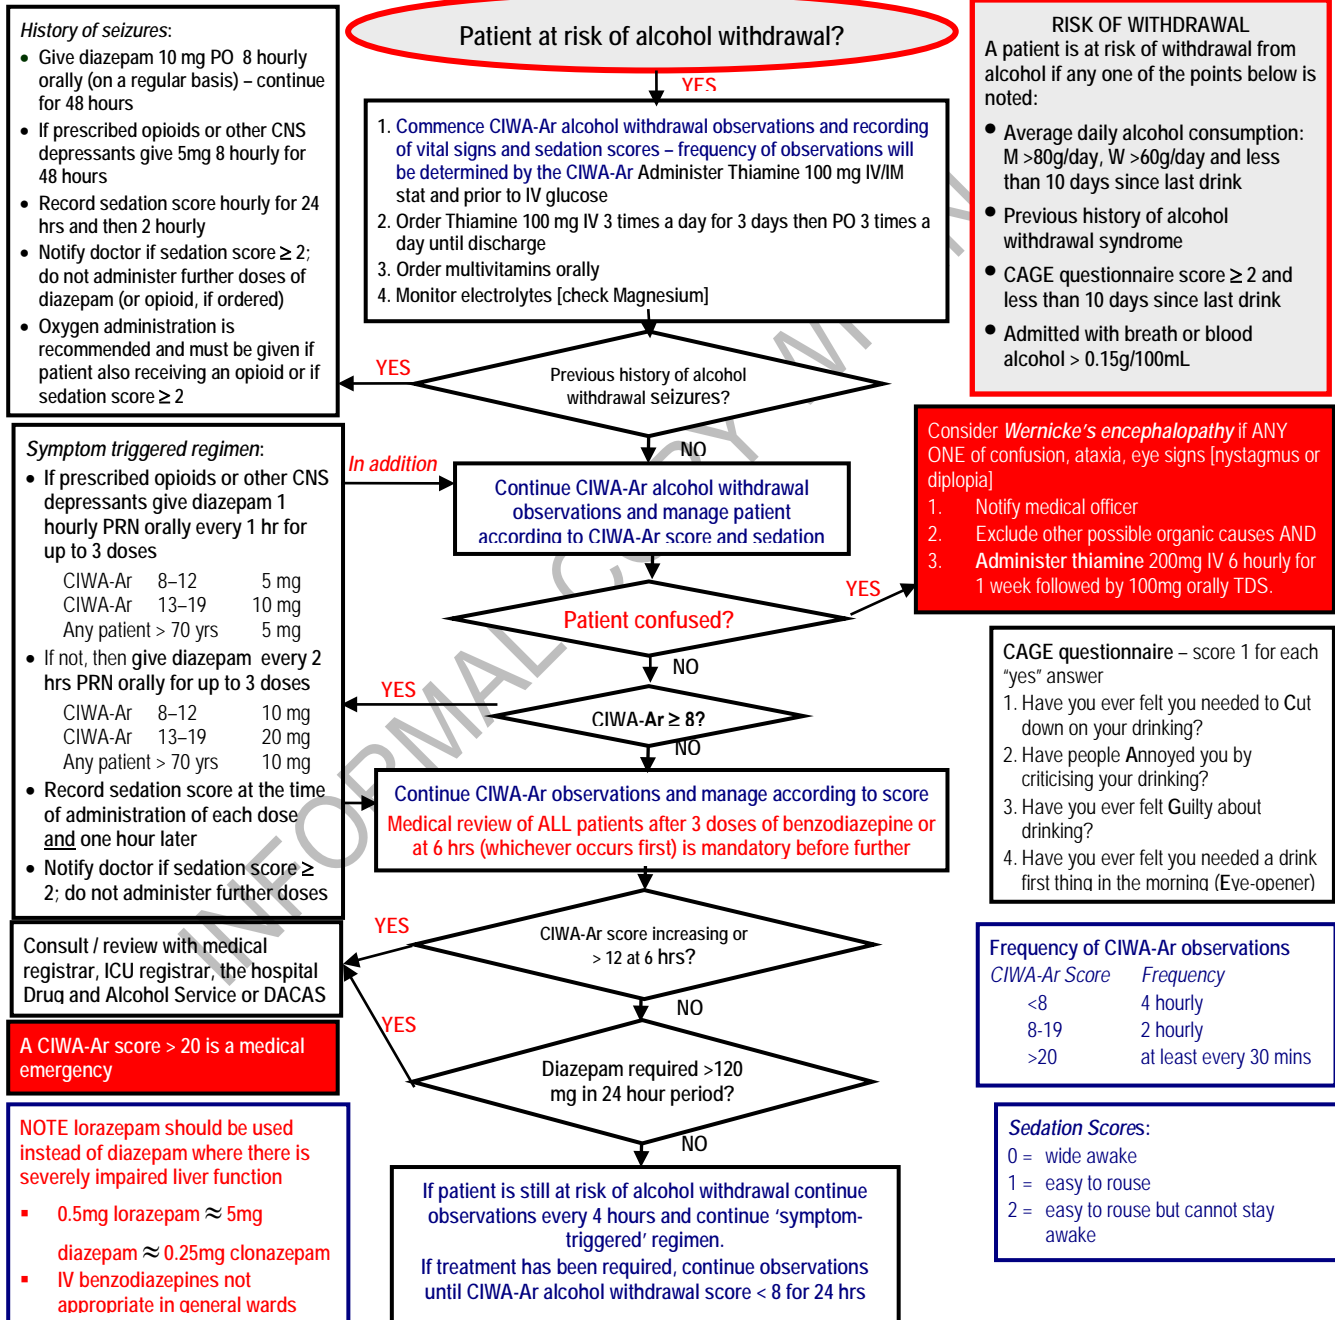 History of seizures:
• Give diazepam 10 mg PO 8 hourly
orally (on a regular basis) – continue
for 48 hours
• If prescribed opioids or other CNS
depressants give 5mg 8 hourly for
48 hours
• Record sedation score hourly for 24
hrs and then 2 hourly
• Notify doctor if sedation score ≥ 2;
do not administer further doses of
diazepam (or opioid, if ordered)
• Oxygen administration is
recommended and must be given if
patient also receiving an opioid or if
sedation score ≥ 2
Patient at risk of alcohol withdrawal?
YES
1. Commence CIWA-Ar alcohol withdrawal observations and recording
of vital signs and sedation scores – frequency of observations will
be determined by the CIWA-Ar Administer Thiamine 100 mg IV/IM
stat and prior to IV glucose
2. Order Thiamine 100 mg IV 3 times a day for 3 days then PO 3 times a
day until discharge
3. Order multivitamins orally
4. Monitor electrolytes [check Magnesium]
RISK OF WITHDRAWAL
A patient is at risk of withdrawal from
alcohol if any one of the points below is
noted:
• Average daily alcohol consumption:
M >80g/day, W >60g/day and less
than 10 days since last drink
• Previous history of alcohol
withdrawal syndrome
• CAGE questionnaire score ≥ 2 and
less than 10 days since last drink
• Admitted with breath or blood
alcohol > 0.15g/100mL
YES
Previous history of alcohol
withdrawal seizures?
NO
Symptom triggered regimen:
• If prescribed opioids or other CNS
depressants give diazepam 1
hourly PRN orally every 1 hr for
up to 3 doses
CIWA-Ar 8–12 5 mg
CIWA-Ar 13–19 10 mg
Any patient > 70 yrs 5 mg
• If not, then give diazepam every 2
hrs PRN orally for up to 3 doses
CIWA-Ar 8–12 10 mg
CIWA-Ar 13–19 20 mg
Any patient > 70 yrs 10 mg
• Record sedation score at the time
of administration of each dose
and one hour later
• Notify doctor if sedation score ≥
2; do not administer further doses
In addition
Continue CIWA-Ar alcohol withdrawal
observations and manage patient
according to CIWA-Ar score and sedation
Consider Wernicke's encephalopathy if ANY
ONE of confusion, ataxia, eye signs [nystagmus or
diplopia]
1. Notify medical officer
2. Exclude other possible organic causes AND
3. Administer thiamine 200mg IV 6 hourly for
1 week followed by 100mg orally TDS.
Patient confused?
YES
NO
CIWA-Ar ≥ 8?
YES
NO
CAGE questionnaire – score 1 for each
"yes" answer
1. Have you ever felt you needed to Cut
down on your drinking?
2. Have people Annoyed you by
criticising your drinking?
3. Have you ever felt Guilty about
drinking?
4. Have you ever felt you needed a drink
first thing in the morning (Eye-opener)
Continue CIWA-Ar observations and manage according to score
Medical review of ALL patients after 3 doses of benzodiazepine or
at 6 hrs (whichever occurs first) is mandatory before further
YES
CIWA-Ar score increasing or
> 12 at 6 hrs?
NO
Consult / review with medical
registrar, ICU registrar, the hospital
Drug and Alcohol Service or DACAS
A CIWA-Ar score > 20 is a medical
emergency
YES
Diazepam required >120
mg in 24 hour period?
NO
Frequency of CIWA-Ar observations
CIWA-Ar Score Frequency
<8 4 hourly
8-19 2 hourly
>20 at least every 30 mins
NOTE lorazepam should be used
instead of diazepam where there is
severely impaired liver function
▪ 0.5mg lorazepam ≈ 5mg
diazepam ≈ 0.25mg clonazepam
▪ IV benzodiazepines not
appropriate in general wards
If patient is still at risk of alcohol withdrawal continue
observations every 4 hours and continue 'symptom-
triggered' regimen.
If treatment has been required, continue observations
until CIWA-Ar alcohol withdrawal score < 8 for 24 hrs
Sedation Scores:
0 = wide awake
1 = easy to rouse
2 = easy to rouse but cannot stay
awake
INFORMAL COPY